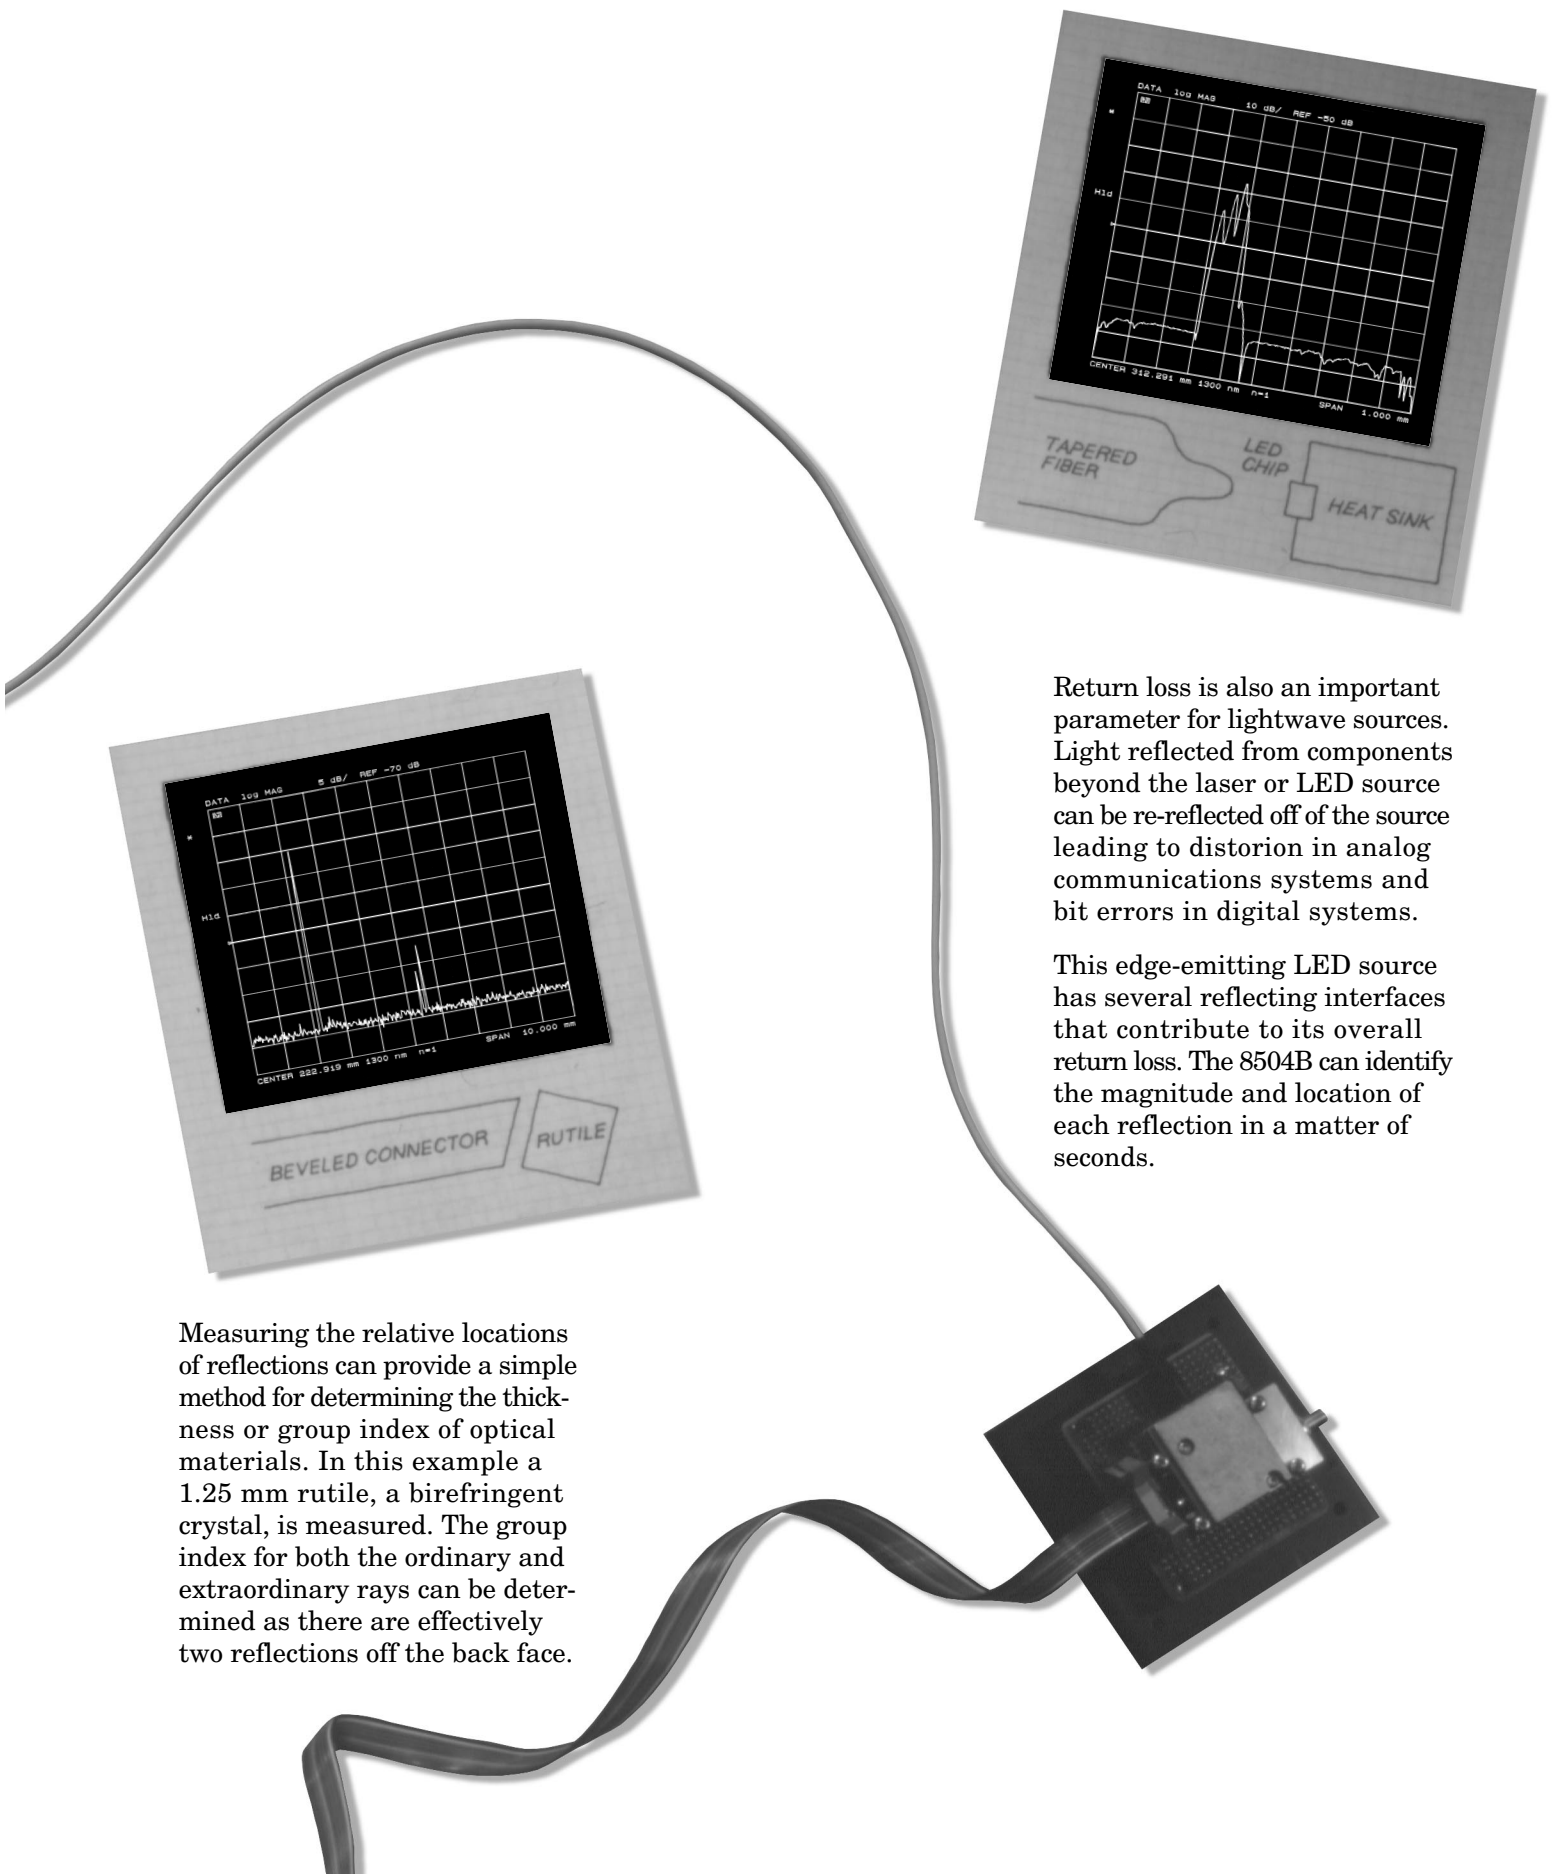 DATA log MAG 10 dB/ REF -50 dB
Hld
CENTER 312.291 mm 1300 nm n=1 SPAN 1.000 mm
TAPERED
FIBER
LED
CHIP
HEAT SINK
Return loss is also an important
parameter for lightwave sources.
Light reflected from components
beyond the laser or LED source
can be re-reflected off of the source
leading to distorion in analog
communications systems and
bit errors in digital systems.
This edge-emitting LED source
has several reflecting interfaces
that contribute to its overall
return loss. The 8504B can identify
the magnitude and location of
each reflection in a matter of
seconds.
DATA log MAG 5 dB/ REF -70 dB
Hld
CENTER 222.919 mm 1300 nm n=1 SPAN 10.000 mm
BEVELED CONNECTOR
RUTILE
Measuring the relative locations
of reflections can provide a simple
method for determining the thick-
ness or group index of optical
materials. In this example a
1.25 mm rutile, a birefringent
crystal, is measured. The group
index for both the ordinary and
extraordinary rays can be deter-
mined as there are effectively
two reflections off the back face.